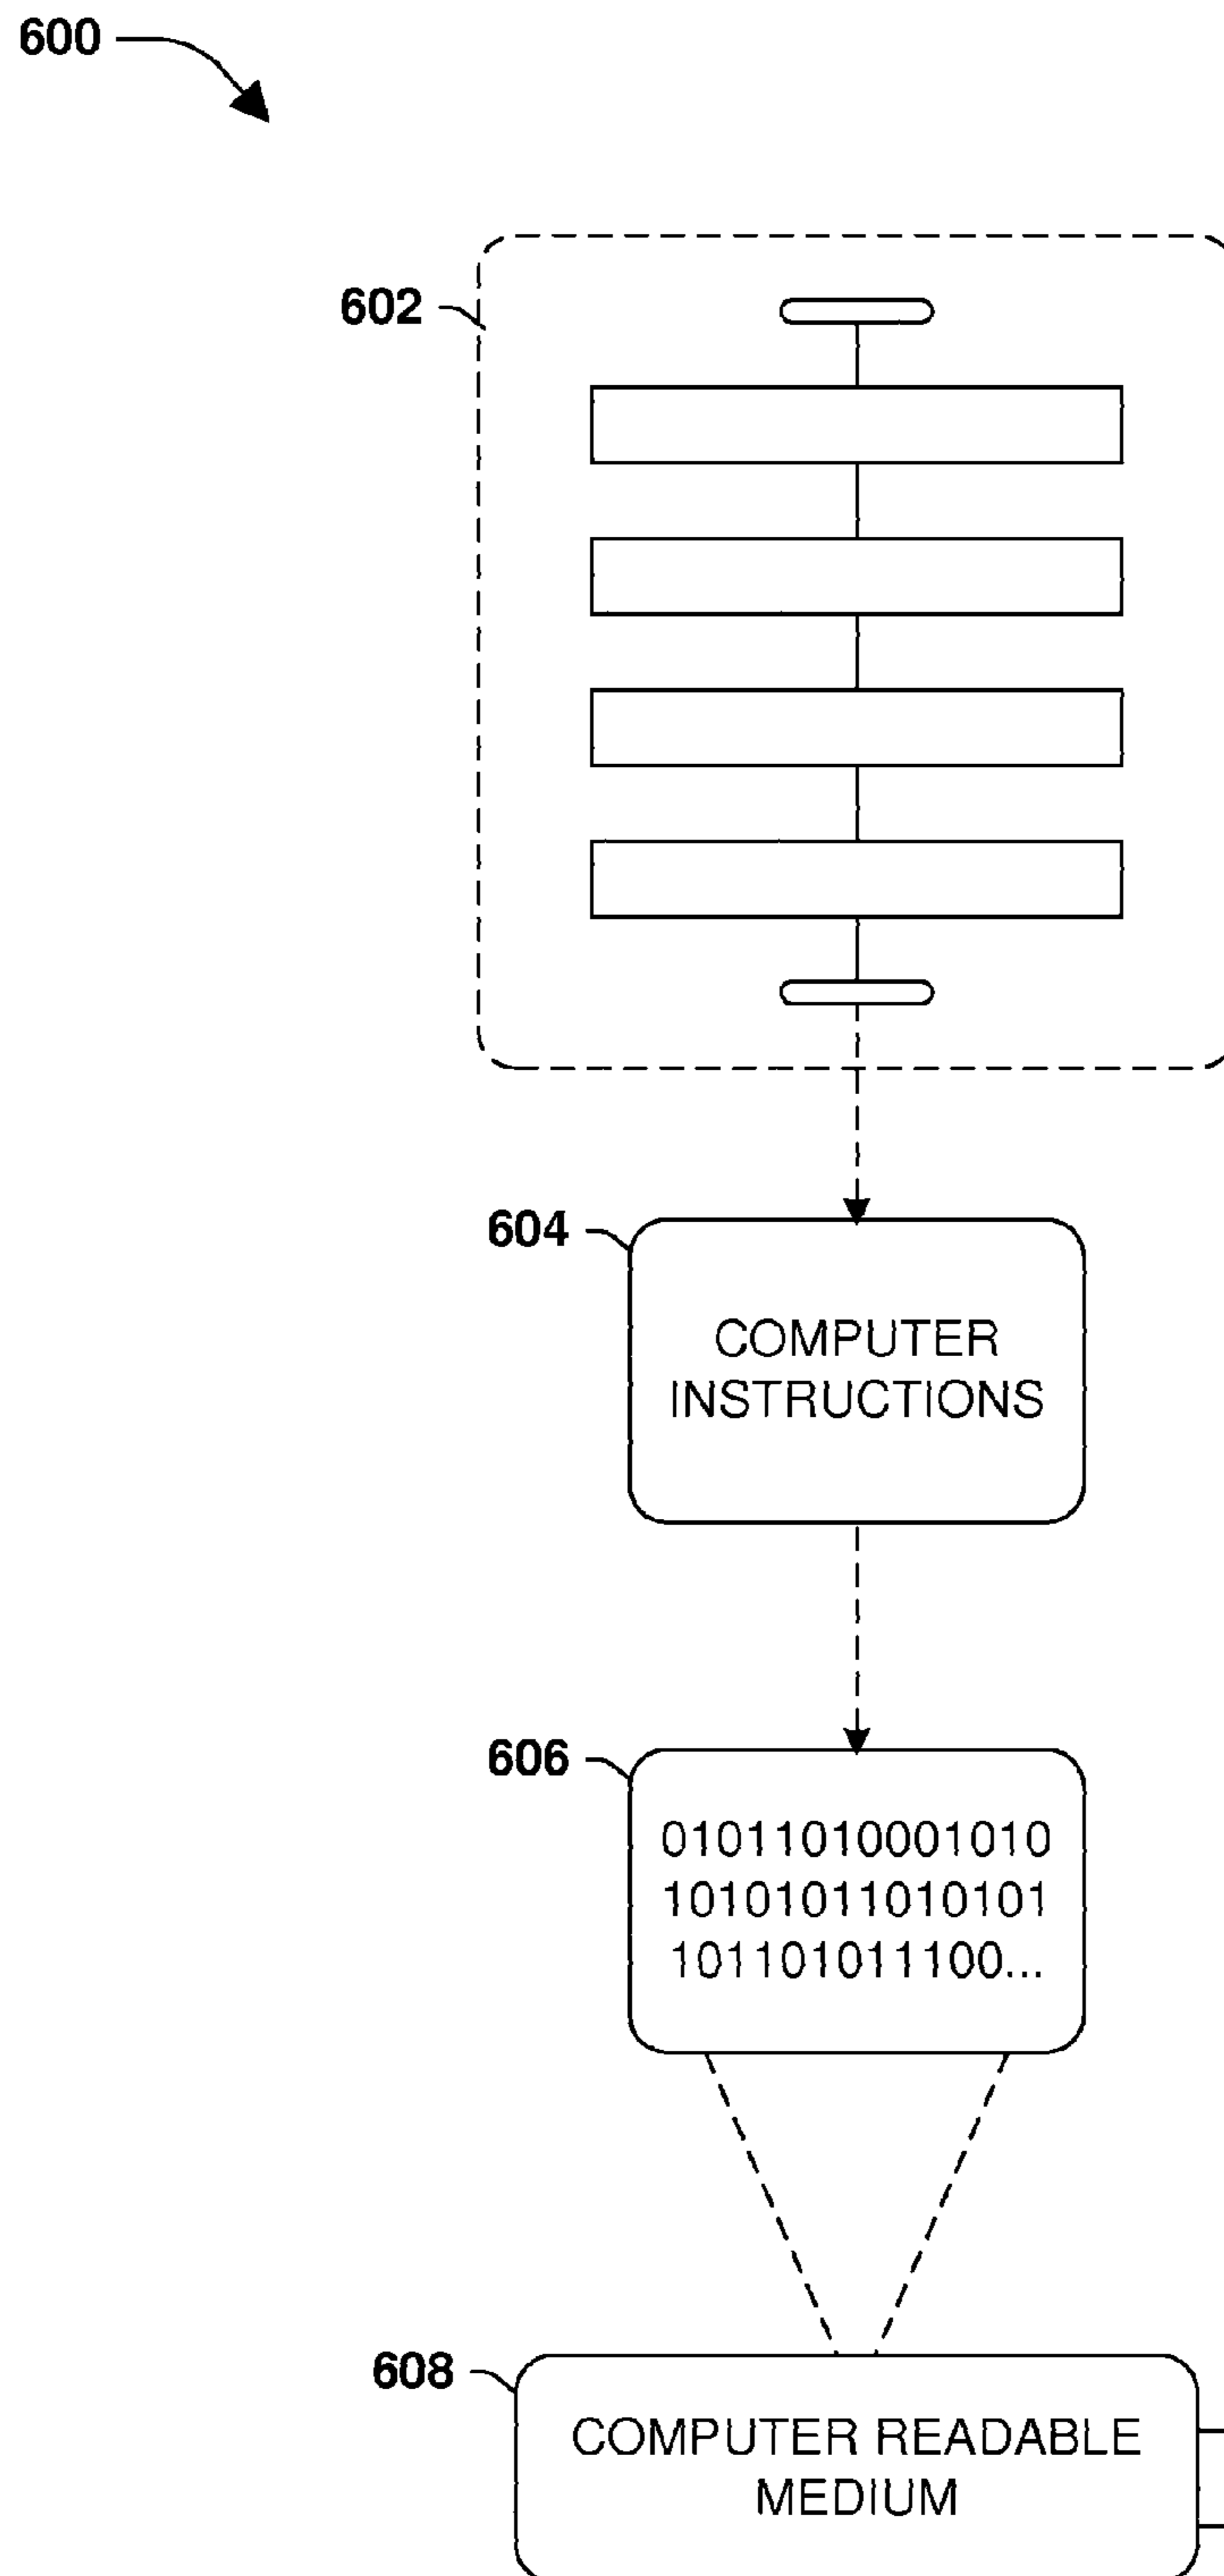 600
602
604
COMPUTER
INSTRUCTIONS
606
01011010001010
10101011010101
101101011100...
608
COMPUTER READABLE
MEDIUM